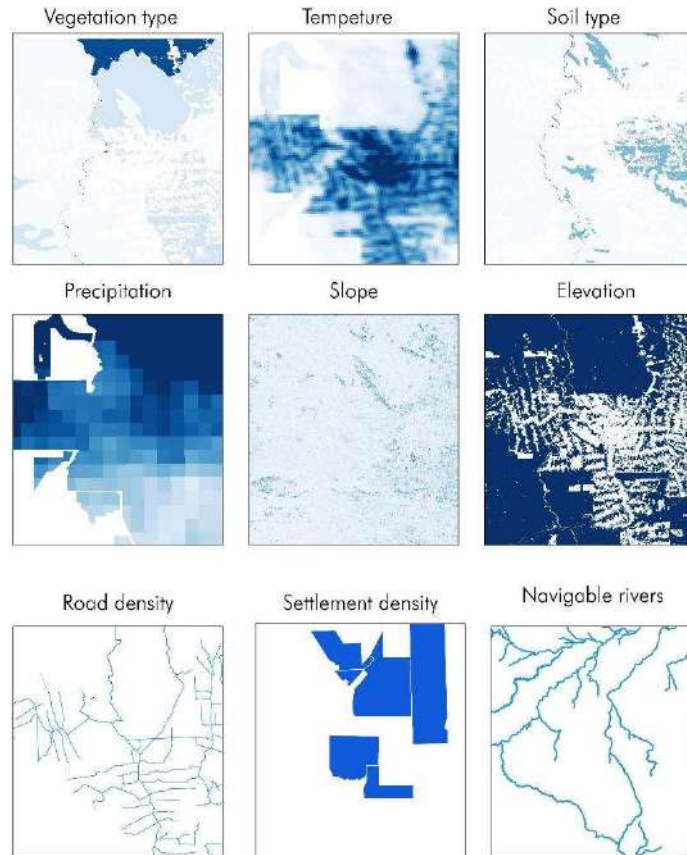 Vegetation type
Tempeture
Soil type
Precipitation
Slope
Elevation
Road density
Settlement density
Navigable rivers